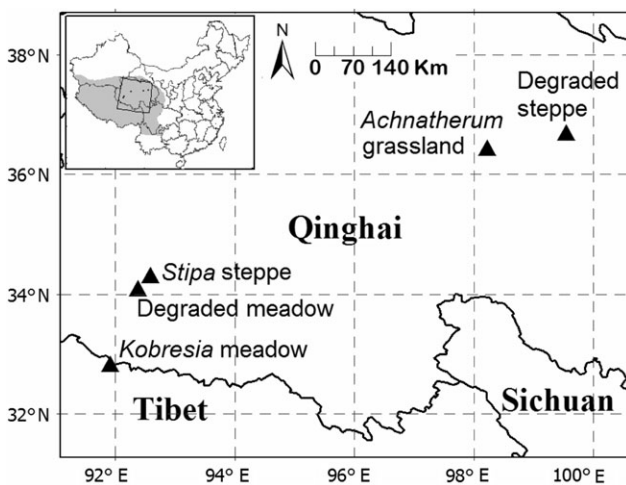 38°N
36°N
34°N
32°N
N
0 70 140 Km
Degraded
steppe
Achnatherum
grassland
Qinghai
Stipa steppe
Degraded meadow
Kobresia meadow
Tibet
Sichuan
92°E 94°E 96°E 98°E 100°E